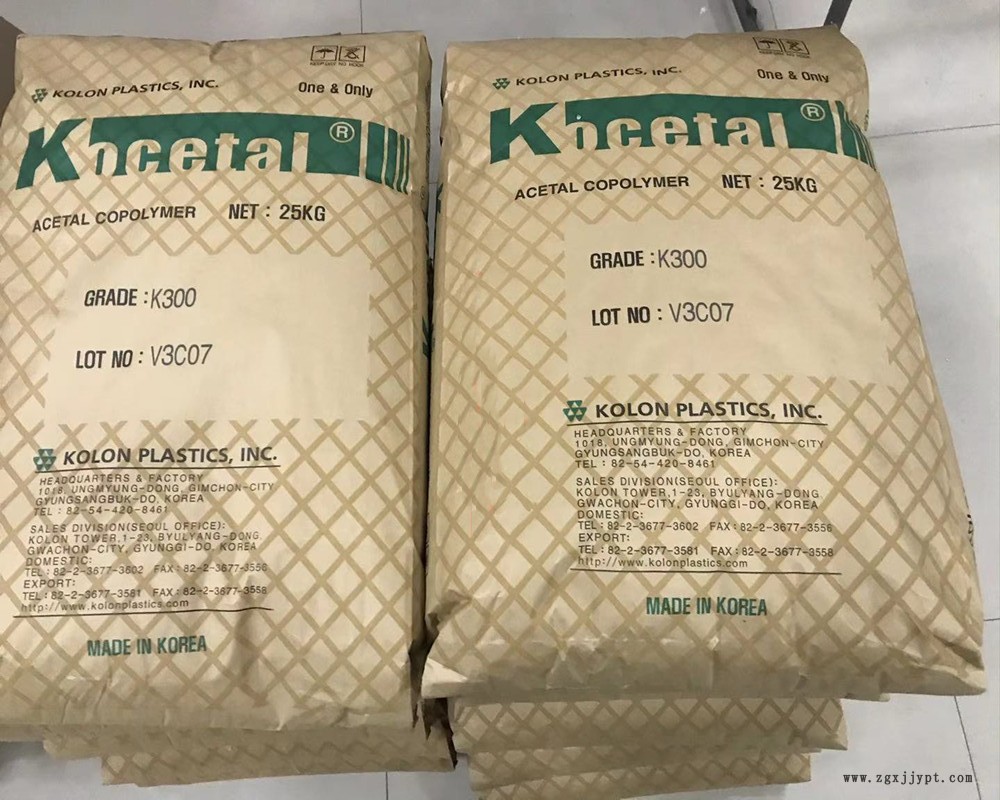 KEEP DRY NO HOOK
KOLON PLASTICS, INC.
One & Only
Kocetal®
ACETAL COPOLYMER NET : 25KG
GRADE : K300
LOT NO : V3C07
KOLON PLASTICS, INC.
HEADQUARTERS & FACTORY
1018, UNGMYUNG-DONG, GIMCHON-CITY
GYUNGSANGBUK-DO, KOREA
TEL : 82-54-420-8461
SALES DIVISION(SEOUL OFFICE):
KOLON TOWER,1-23, BYULYANG-DONG,
GWACHON-CITY, GYUNGGI-DO, KOREA
DOMESTIC:
TEL : 82-2-3677-3602 FAX : 82-2-3677-3556
EXPORT:
TEL : 82-2-3677-3581 FAX : 82-2-3677-3558
http://www.kolonplastics.com
MADE IN KOREA
KOLON PLASTICS, INC.
One & Only
Kocetal®
ACETAL COPOLYMER NET : 25KG
GRADE : K300
LOT NO : V3C07
KOLON PLASTICS, INC.
HEADQUARTERS & FACTORY
1018, UNGMYUNG-DONG, GIMCHON-CITY
GYUNGSANGBUK-DO, KOREA
TEL : 82-54-420-8461
SALES DIVISION(SEOUL OFFICE):
KOLON TOWER,1-23, BYULYANG-DONG,
GWACHON-CITY, GYUNGGI-DO, KOREA
DOMESTIC:
TEL : 82-2-3677-3602 FAX : 82-2-3677-3556
EXPORT:
TEL : 82-2-3677-3581 FAX : 82-2-3677-3558
http://www.kolonplastics.com
MADE IN KOREA
www.zgxjjypt.com